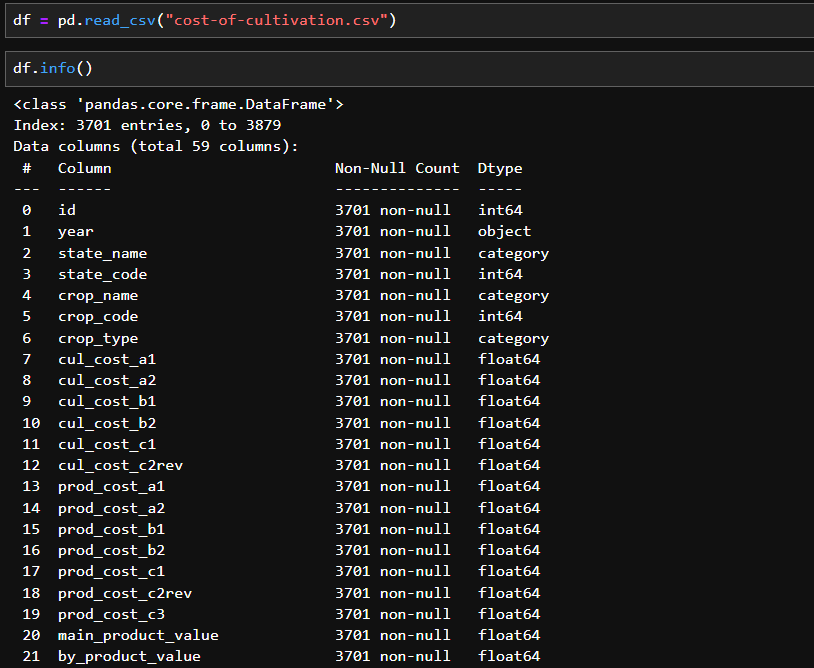 df = pd.read_csv("cost-of-cultivation.csv")
df.info()
<class 'pandas.core.frame.DataFrame'>
Index: 3701 entries, 0 to 3879
Data columns (total 59 columns):
 #   Column                         Non-Null Count  Dtype
---  ------                         --------------  -----
 0   id                             3701 non-null   int64
 1   year                           3701 non-null   object
 2   state_name                     3701 non-null   category
 3   state_code                     3701 non-null   int64
 4   crop_name                      3701 non-null   category
 5   crop_code                      3701 non-null   int64
 6   crop_type                      3701 non-null   category
 7   cul_cost_a1                    3701 non-null   float64
 8   cul_cost_a2                    3701 non-null   float64
 9   cul_cost_b1                    3701 non-null   float64
 10  cul_cost_b2                    3701 non-null   float64
 11  cul_cost_c1                    3701 non-null   float64
 12  cul_cost_c2rev                 3701 non-null   float64
 13  prod_cost_a1                   3701 non-null   float64
 14  prod_cost_a2                   3701 non-null   float64
 15  prod_cost_b1                   3701 non-null   float64
 16  prod_cost_b2                   3701 non-null   float64
 17  prod_cost_c1                   3701 non-null   float64
 18  prod_cost_c2rev                3701 non-null   float64
 19  prod_cost_c3                   3701 non-null   float64
 20  main_product_value             3701 non-null   float64
 21  by_product_value               3701 non-null   float64